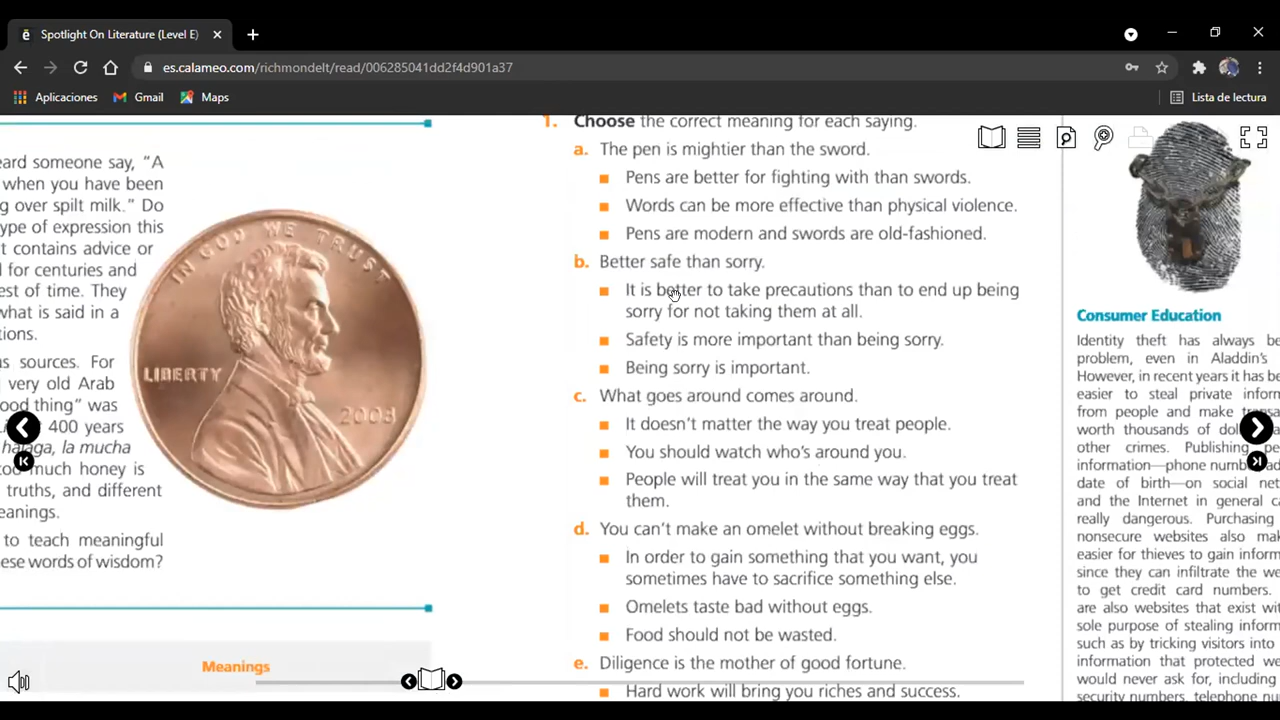 Spotlight On Literature (Level E)
es.calameo.com/richmondelt/read/006285041dd2f4d901a37
Aplicaciones
Gmail
Maps
Lista de lectura
eard someone say, "A
when you have been
g over spilt milk." Do
ype of expression this
t contains advice or
d for centuries and
est of time. They
what is said in a
tions.
as sources. For
very old Arab
ood thing" was
400 years
halaga, la mucha
too much honey is
truths, and different
eanings.
to teach meaningful
ese words of wisdom?
IN GOD WE TRUST
LIBERTY
2008
Meanings
1. Choose the correct meaning for each saying.
a. The pen is mightier than the sword.
Pens are better for fighting with than swords.
Words can be more effective than physical violence.
Pens are modern and swords are old-fashioned.
b. Better safe than sorry.
It is better to take precautions than to end up being
sorry for not taking them at all.
Safety is more important than being sorry.
Being sorry is important.
c. What goes around comes around.
It doesn't matter the way you treat people.
You should watch who's around you.
People will treat you in the same way that you treat
them.
d. You can't make an omelet without breaking eggs.
In order to gain something that you want, you
sometimes have to sacrifice something else.
Omelets taste bad without eggs.
Food should not be wasted.
e. Diligence is the mother of good fortune.
Hard work will bring you riches and success.
Consumer Education
Identity theft has always be
problem, even in Aladdin's
However, in recent years it has be
easier to steal private inform
from people and make transa
worth thousands of dol
other crimes. Publishing pe
information—phone numb ad
date of birth—on social net
and the Internet in general ca
really dangerous. Purchasing
nonsecure websites also mak
easier for thieves to gain inform
since they can infiltrate the we
to get credit card numbers.
are also websites that exist wit
sole purpose of stealing inform
such as by tricking visitors into
information that protected we
would never ask for, including
security numbers, telephone nu